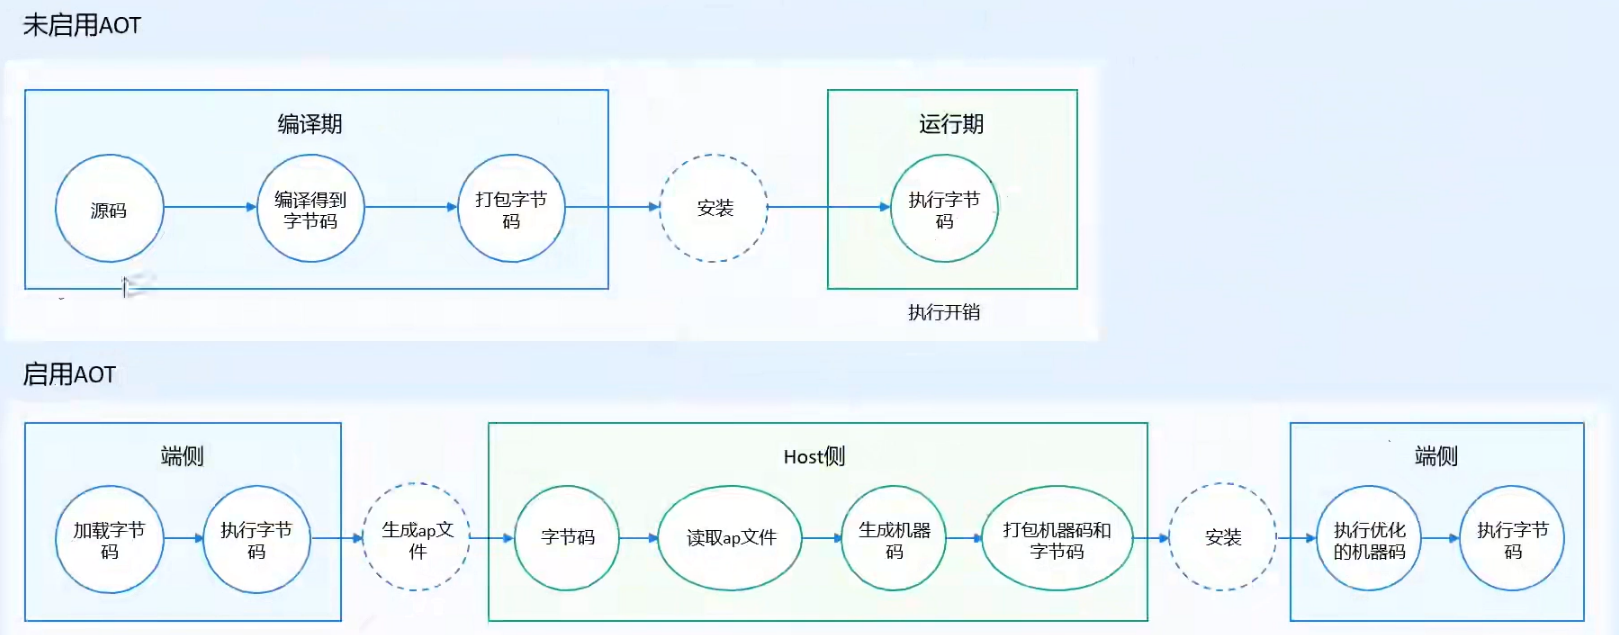 未启用AOT
编译期
运行期
源码
编译得到
字节码
打包字节
码
安装
执行字节
码
执行开销
启用AOT
端侧
Host侧
端侧
加载字节
码
执行字节
码
生成ap文
件
字节码
读取ap文件
生成机器
码
打包机器码和
字节码
安装
执行优化
的机器码
执行字节
码